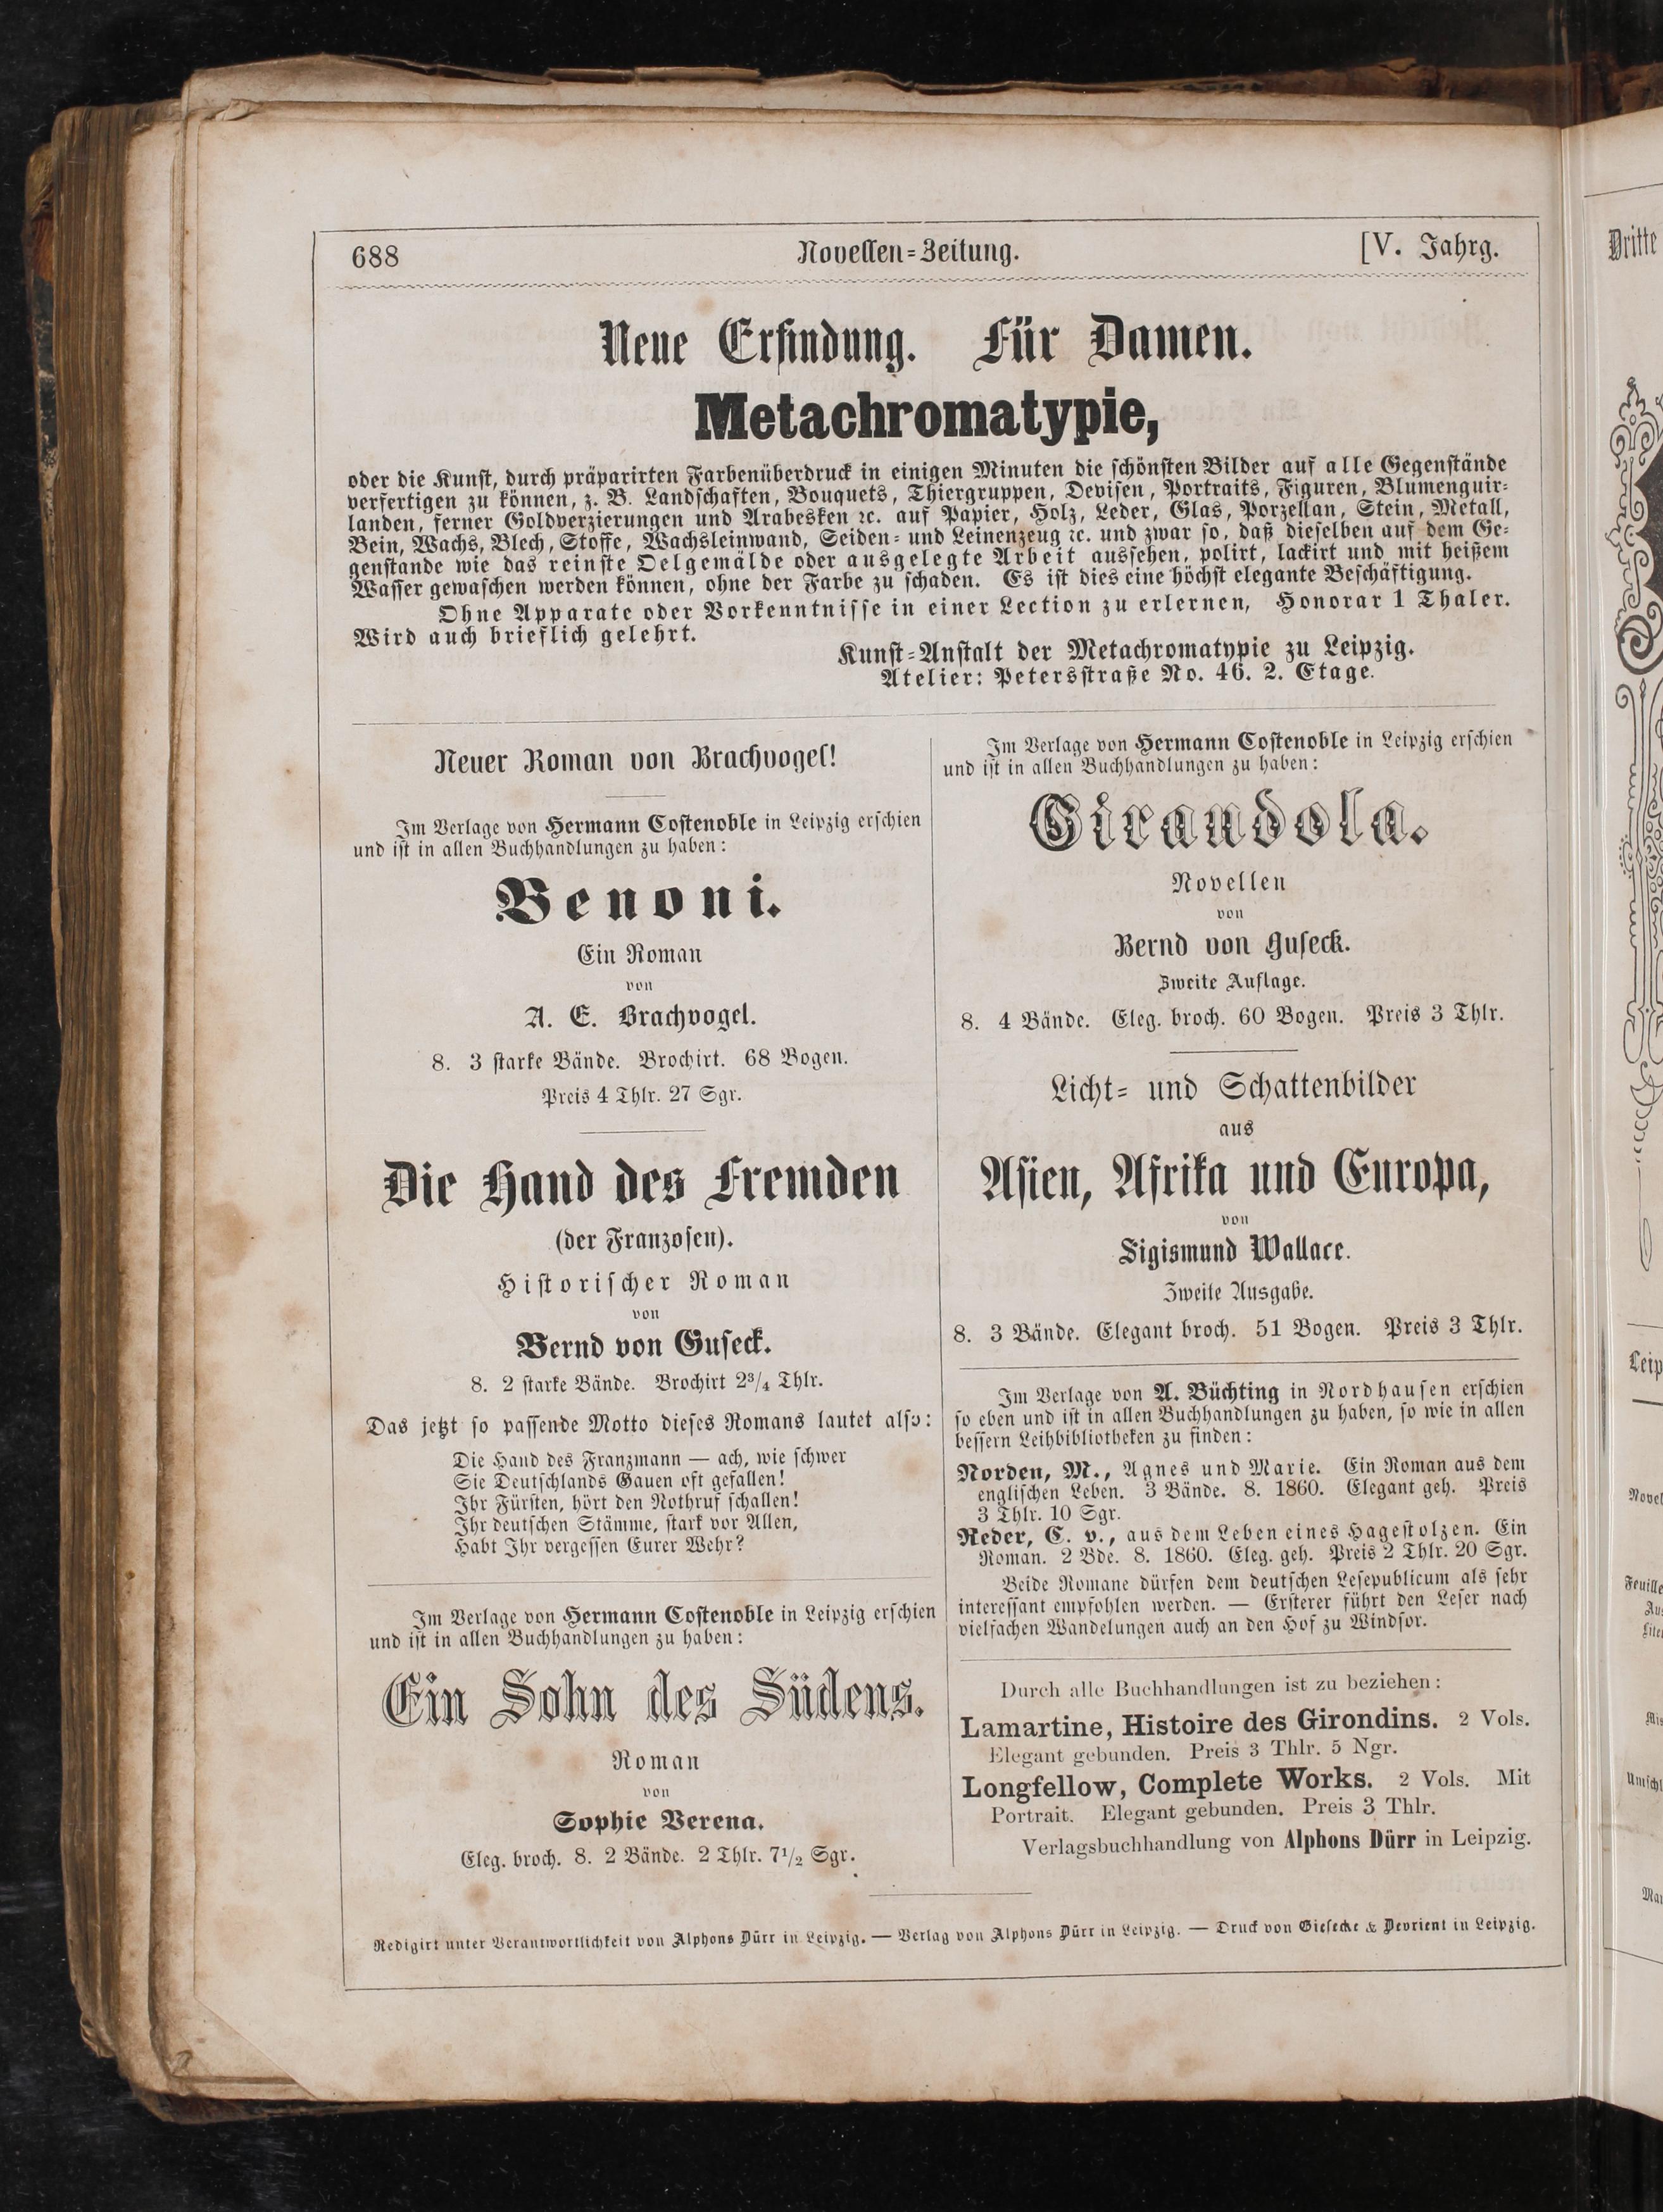 688
Novellen=Zeitung.
[V. Jahrg.
Neue Erfindung. Für Damen.
Metachromatypie,
oder die Kunst, durch präparirten Farbenüberdruck in einigen Minuten die schönsten Bilder auf alle Gegenstände
verfertigen zu können, z. B. Landschaften, Bouquets, Thiergruppen, Devisen, Portraits, Figuren, Blumenguir=
landen, ferner Goldverzierungen und Arabesken ꝛc. auf Papier, Holz, Leder, Glas, Porzellan, Stein, Metall,
Bein, Wachs, Blech, Stoffe, Wachsleinwand, Seiden= und Leinenzeug ꝛc. und zwar so, daß dieselben auf dem Ge=
genstande wie das reinste Oelgemälde oder ausgelegte Arbeit aussehen, polirt, lackirt und mit heißem
Wasser gewaschen werden können, ohne der Farbe zu schaden. Es ist dies eine höchst elegante Beschäftigung.
Ohne Apparate oder Vorkenntnisse in einer Lection zu erlernen, Honorar 1 Thaler.
Wird auch brieflich gelehrt.
Kunst=Anstalt der Metachromatypie zu Leipzig.
Atelier: Petersstraße No. 46. 2. Etage.
Neuer Roman von Brachvogel!
Im Verlage von Hermann Costenoble in Leipzig erschien
und ist in allen Buchhandlungen zu haben:
Benoni.
Ein Roman
von
A. E. Brachvogel.
8. 3 starke Bände. Brochirt. 68 Bogen.
Preis 4 Thlr. 27 Sgr.
Die Hand des Fremden
(der Franzosen).
Historischer Roman
von
Bernd von Guseck.
8. 2 starke Bände. Brochirt 2³/₄ Thlr.
Das jetzt so passende Motto dieses Romans lautet also:
Die Hand des Franzmann — ach, wie schwer
Sie Deutschlands Gauen oft gefallen!
Ihr Fürsten, hört den Nothruf schallen!
Ihr deutschen Stämme, stark vor Allen,
Habt Ihr vergessen Eurer Wehr?
Im Verlage von Hermann Costenoble in Leipzig erschien
und ist in allen Buchhandlungen zu haben:
Ein Sohn des Südens.
Roman
von
Sophie Verena.
Eleg. broch. 8. 2 Bände. 2 Thlr. 7¹/₂ Sgr.
Im Verlage von Hermann Costenoble in Leipzig erschien
und ist in allen Buchhandlungen zu haben:
Girandola.
Novellen
von
Bernd von Guseck.
Zweite Auflage.
8. 4 Bände. Eleg. broch. 60 Bogen. Preis 3 Thlr.
Licht= und Schattenbilder
aus
Asien, Afrika und Europa,
von
Sigismund Wallace.
Zweite Ausgabe.
8. 3 Bände. Elegant broch. 51 Bogen. Preis 3 Thlr.
Im Verlage von A. Büchting in Nordhausen erschien
so eben und ist in allen Buchhandlungen zu haben, so wie in allen
bessern Leihbibliotheken zu finden:
Norden, M., Agnes und Marie. Ein Roman aus dem
englischen Leben. 3 Bände. 8. 1860. Elegant geh. Preis
3 Thlr. 10 Sgr.
Reder, C. v., aus dem Leben eines Hagestolzen. Ein
Roman. 2 Bde. 8. 1860. Eleg. geh. Preis 2 Thlr. 20 Sgr.
Beide Romane dürfen dem deutschen Lesepublicum als sehr
interessant empfohlen werden. — Ersterer führt den Leser nach
vielfachen Wandelungen auch an den Hof zu Windsor.
Durch alle Buchhandlungen ist zu beziehen:
Lamartine, Histoire des Girondins. 2 Vols.
Elegant gebunden. Preis 3 Thlr. 5 Ngr.
Longfellow, Complete Works. 2 Vols. Mit
Portrait. Elegant gebunden. Preis 3 Thlr.
Verlagsbuchhandlung von Alphons Dürr in Leipzig.
Redigirt unter Verantwortlichkeit von Alphons Dürr in Leipzig. — Verlag von Alphons Dürr in Leipzig. — Druck von Giesecke & Devrient in Leipzig.
Dritte
Leip
Novel
Feuille